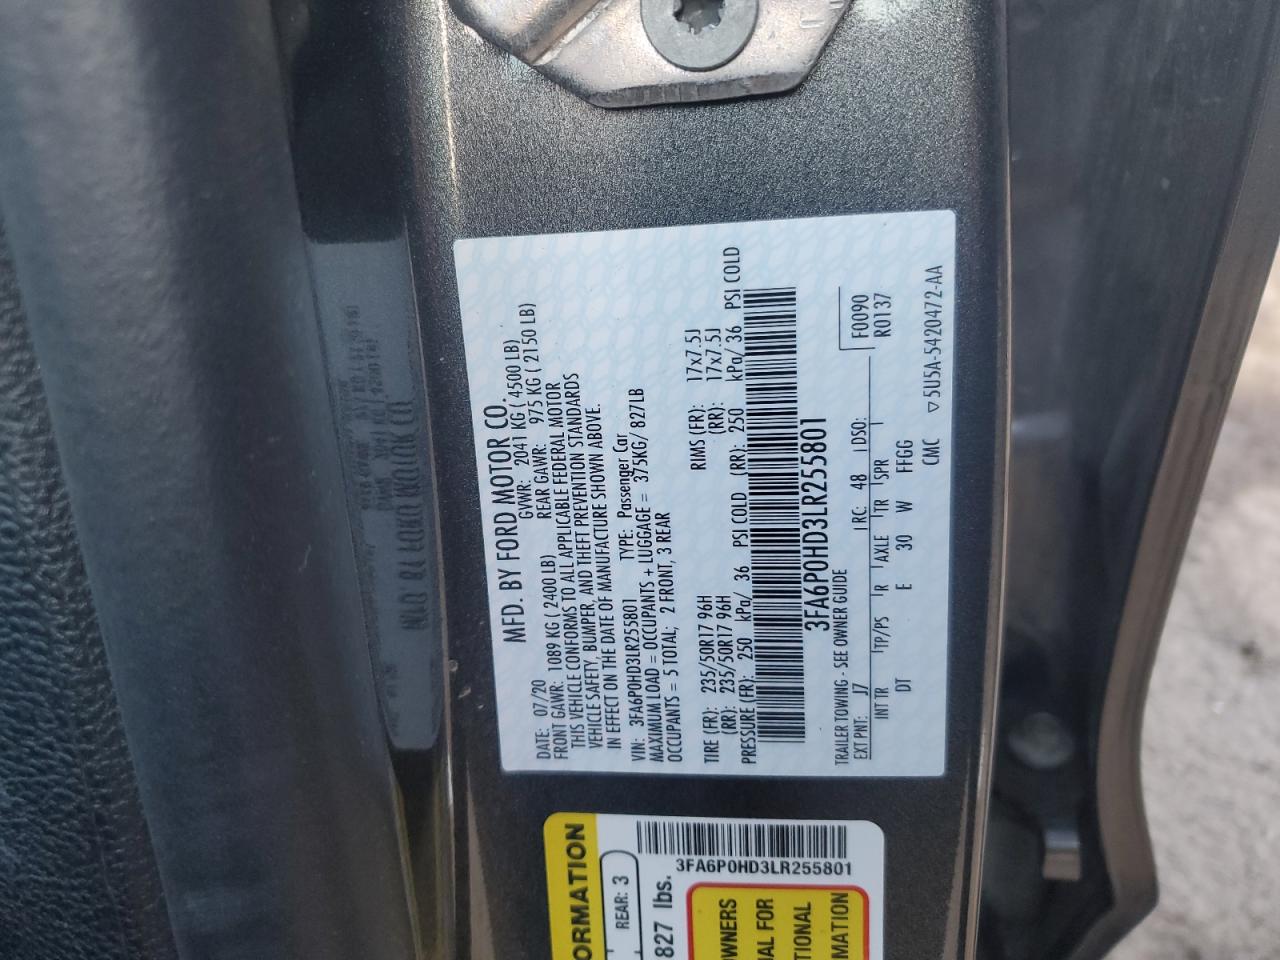 MFD. BY FORD MOTOR CO.
DATE: 07/20 GVWR: 2041 KG ( 4500 LB)
FRONT GAWR: 1089 KG ( 2400 LB) REAR GAWR: 975 KG ( 2150 LB)
THIS VEHICLE CONFORMS TO ALL APPLICABLE FEDERAL MOTOR
VEHICLE SAFETY, BUMPER, AND THEFT PREVENTION STANDARDS
IN EFFECT ON THE DATE OF MANUFACTURE SHOWN ABOVE.
VIN: 3FA6P0HD3LR255801 TYPE: Passenger Car
MAXIMUM LOAD = OCCUPANTS + LUGGAGE = 375KG/ 827LB
OCCUPANTS = 5 TOTAL; 2 FRONT, 3 REAR
TIRE (FR): 235/50R17 96H RIMS (FR): 17x7.5J
(RR): 235/50R17 96H (RR): 17x7.5J
PRESSURE (FR): 250 kPa/ 36 PSI COLD (RR): 250 kPa/ 36 PSI COLD
3FA6P0HD3LR255801
TRAILER TOWING - SEE OWNER GUIDE
F0090
R0137
EXT PNT: J7 RC: 48 DSO:
INT TR TP/PS R AXLE TR SPR
DT E 30 W FFGG
CMC ▽5U5A-5420472-AA
ORMATION
REAR: 3
827 lbs.
3FA6P0HD3LR255801
OWNERS
AL FOR
TIONAL
MATION